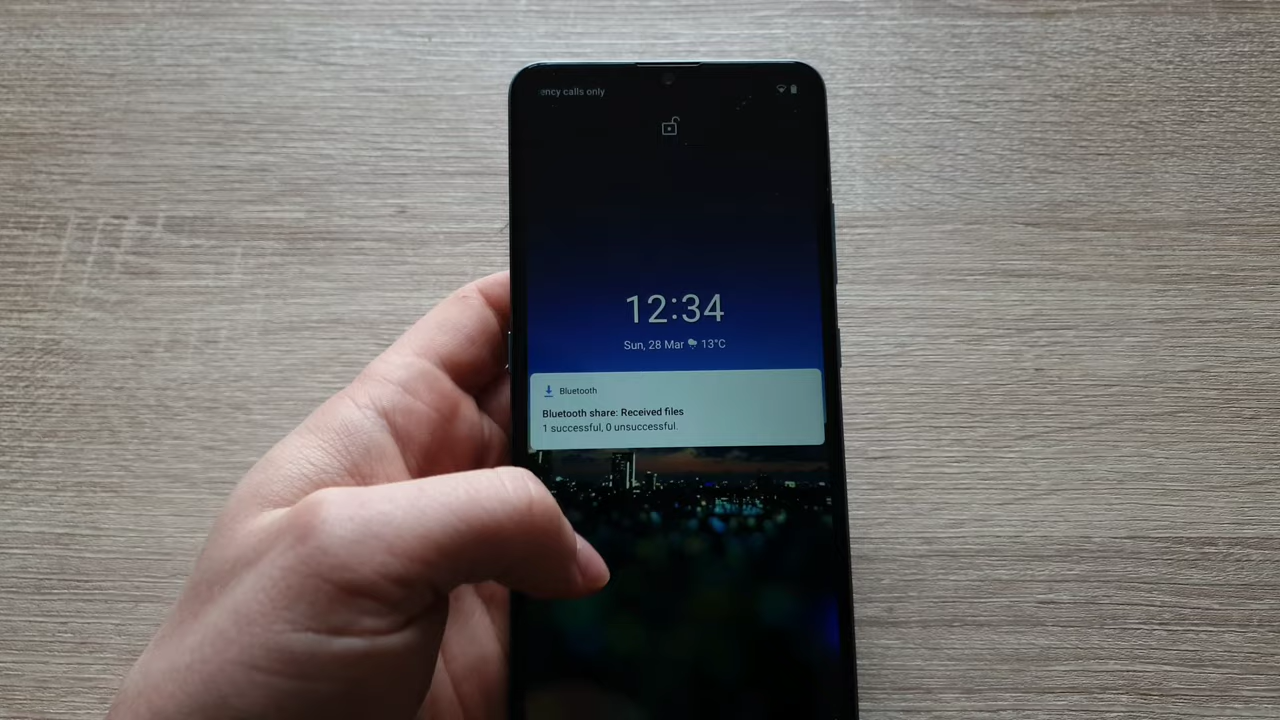 ency calls only
12:34
Sun, 28 Mar 13°C
Bluetooth
Bluetooth share: Received files
1 successful, 0 unsuccessful.